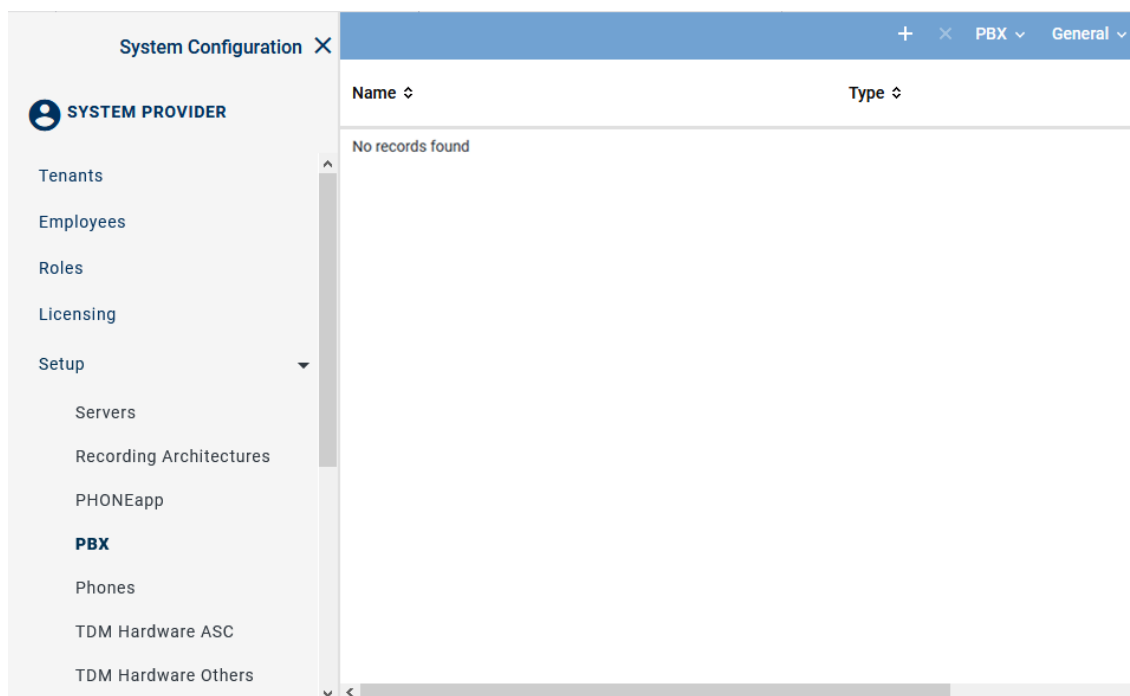 System Configuration
PBX General
SYSTEM PROVIDER
Name Type
No records found
Tenants
Employees
Roles
Licensing
Setup
Servers
Recording Architectures
PHONEapp
PBX
Phones
TDM Hardware ASC
TDM Hardware Others